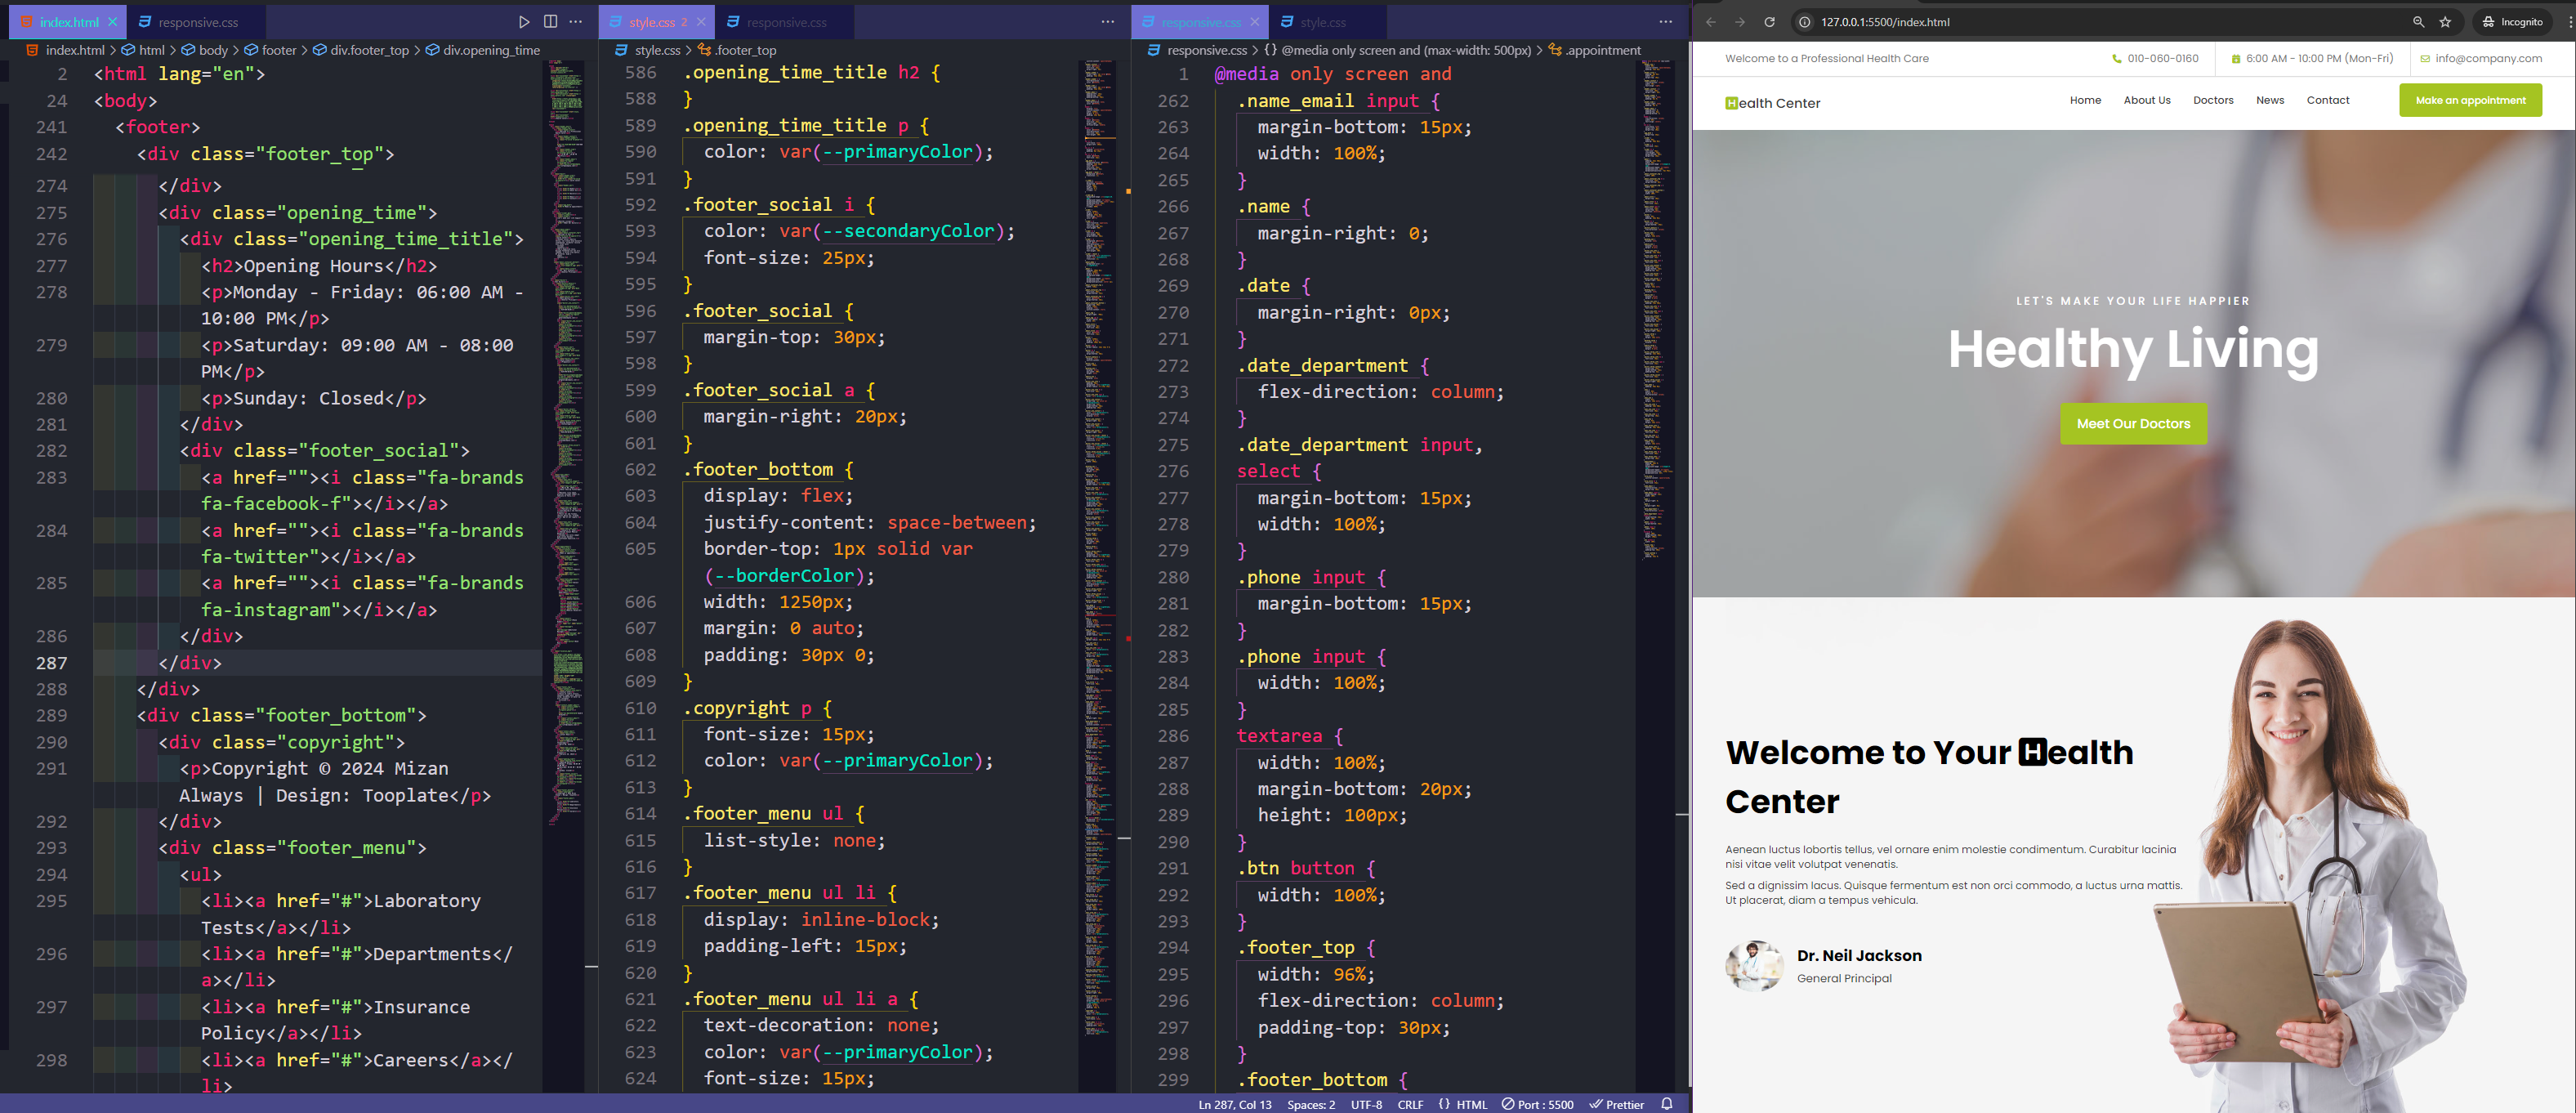 index.html
responsive.css
index.html > html > body > footer > div.footer_top > div.opening_time
2 <html lang="en">
24 <body>
241 <footer>
242 <div class="footer_top">
274 </div>
275 <div class="opening_time">
276 <div class="opening_time_title">
277 <h2>Opening Hours</h2>
278 <p>Monday - Friday: 06:00 AM -
10:00 PM</p>
279 <p>Saturday: 09:00 AM - 08:00
PM</p>
280 <p>Sunday: Closed</p>
281 </div>
282 <div class="footer_social">
283 <a href=""><i class="fa-brands
fa-facebook-f"></i></a>
284 <a href=""><i class="fa-brands
fa-twitter"></i></a>
285 <a href=""><i class="fa-brands
fa-instagram"></i></a>
286 </div>
287 </div>
288 </div>
289 <div class="footer_bottom">
290 <div class="copyright">
291 <p>Copyright © 2024 Mizan
Always | Design: Tooplate</p>
292 </div>
293 <div class="footer_menu">
294 <ul>
295 <li><a href="#">Laboratory
Tests</a></li>
296 <li><a href="#">Departments</
a></li>
297 <li><a href="#">Insurance
Policy</a></li>
298 <li><a href="#">Careers</a></
li>
style.css 2
responsive.css
style.css > .footer_top
586 .opening_time_title h2 {
588 }
589 .opening_time_title p {
590 color: var(--primaryColor);
591 }
592 .footer_social i {
593 color: var(--secondaryColor);
594 font-size: 25px;
595 }
596 .footer_social {
597 margin-top: 30px;
598 }
599 .footer_social a {
600 margin-right: 20px;
601 }
602 .footer_bottom {
603 display: flex;
604 justify-content: space-between;
605 border-top: 1px solid var
(--borderColor);
606 width: 1250px;
607 margin: 0 auto;
608 padding: 30px 0;
609 }
610 .copyright p {
611 font-size: 15px;
612 color: var(--primaryColor);
613 }
614 .footer_menu ul {
615 list-style: none;
616 }
617 .footer_menu ul li {
618 display: inline-block;
619 padding-left: 15px;
620 }
621 .footer_menu ul li a {
622 text-decoration: none;
623 color: var(--primaryColor);
624 font-size: 15px;
responsive.css
style.css
responsive.css > {} @media only screen and (max-width: 500px) > .appointment
1 @media only screen and
262 .name_email input {
263 margin-bottom: 15px;
264 width: 100%;
265 }
266 .name {
267 margin-right: 0;
268 }
269 .date {
270 margin-right: 0px;
271 }
272 .date_department {
273 flex-direction: column;
274 }
275 .date_department input,
276 select {
277 margin-bottom: 15px;
278 width: 100%;
279 }
280 .phone input {
281 margin-bottom: 15px;
282 }
283 .phone input {
284 width: 100%;
285 }
286 textarea {
287 width: 100%;
288 margin-bottom: 20px;
289 height: 100px;
290 }
291 .btn button {
292 width: 100%;
293 }
294 .footer_top {
295 width: 96%;
296 flex-direction: column;
297 padding-top: 30px;
298 }
299 .footer_bottom {
Ln 287, Col 13 Spaces: 2 UTF-8 CRLF {} HTML Port : 5500 Prettier
127.0.0.1:5500/index.html
Incognito
Welcome to a Professional Health Care
010-060-0160
6:00 AM - 10:00 PM (Mon-Fri)
info@company.com
Health Center
Home About Us Doctors News Contact
Make an appointment
LET'S MAKE YOUR LIFE HAPPIER
Healthy Living
Meet Our Doctors
Welcome to Your Health
Center
Aenean luctus lobortis tellus, vel ornare enim molestie condimentum. Curabitur lacinia
nisi vitae velit volutpat venenatis.
Sed a dignissim lacus. Quisque fermentum est non orci commodo, a luctus urna mattis.
Ut placerat, diam a tempus vehicula.
Dr. Neil Jackson
General Principal